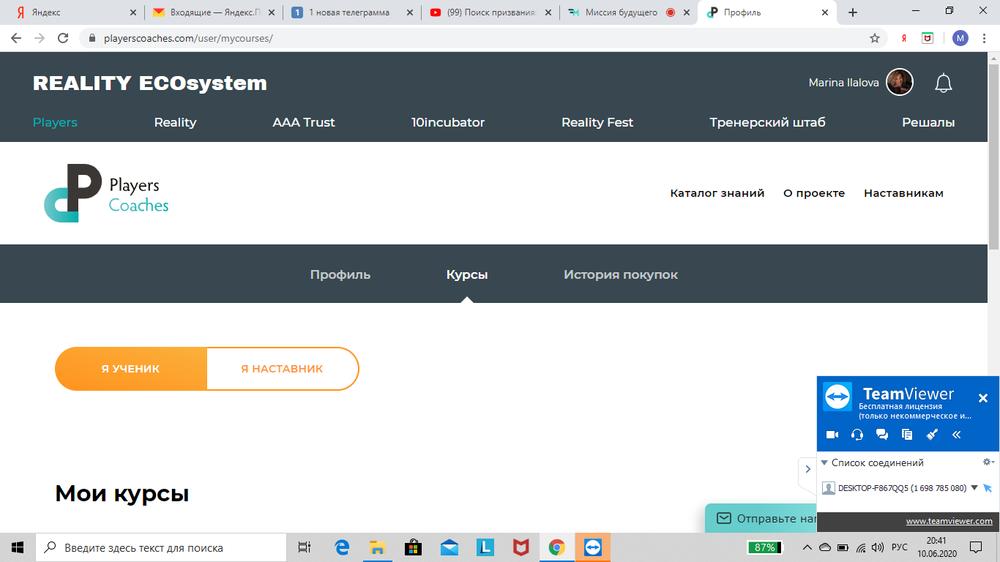 Яндекс
Входящие — Яндекс.П
1 новая телеграмма
(99) Поиск призвания
Миссия будущего
Профиль
playerscoaches.com/user/mycourses/
M
REALITY ECOsystem
Marina Ilalova
Players Reality AAA Trust 10incubator Reality Fest Тренерский штаб Решалы
Players
Coaches
Каталог знаний О проекте Наставникам
Профиль Курсы История покупок
Я УЧЕНИК Я НАСТАВНИК
Мои курсы
TeamViewer
Бесплатная лицензия
(только некоммерческое и...
Список соединений
DESKTOP-F867QQ5 (1 698 785 080)
www.teamviewer.com
Отправьте наг
Введите здесь текст для поиска
87%
РУС
20:41
10.06.2020